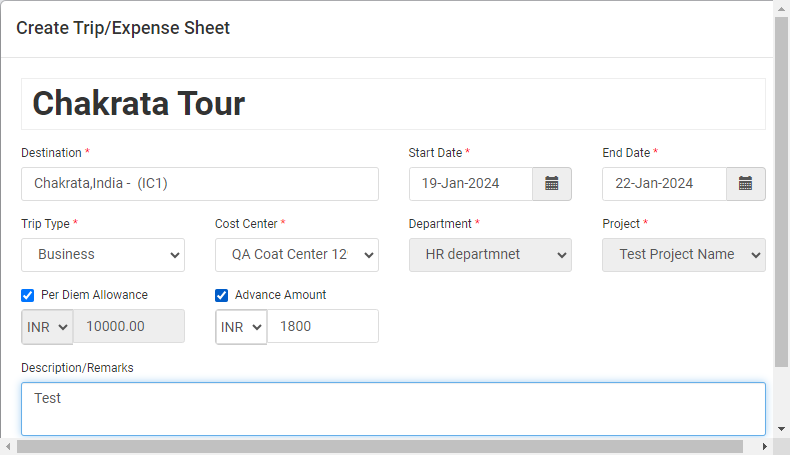 Create Trip/Expense Sheet
Chakrata Tour
Destination * Start Date * End Date *
Chakrata,India - (IC1) 19-Jan-2024 22-Jan-2024
Trip Type * Cost Center * Department * Project *
Business QA Coat Center 12 HR departmnet Test Project Name
Per Diem Allowance Advance Amount
INR 10000.00 INR 1800
Description/Remarks
Test